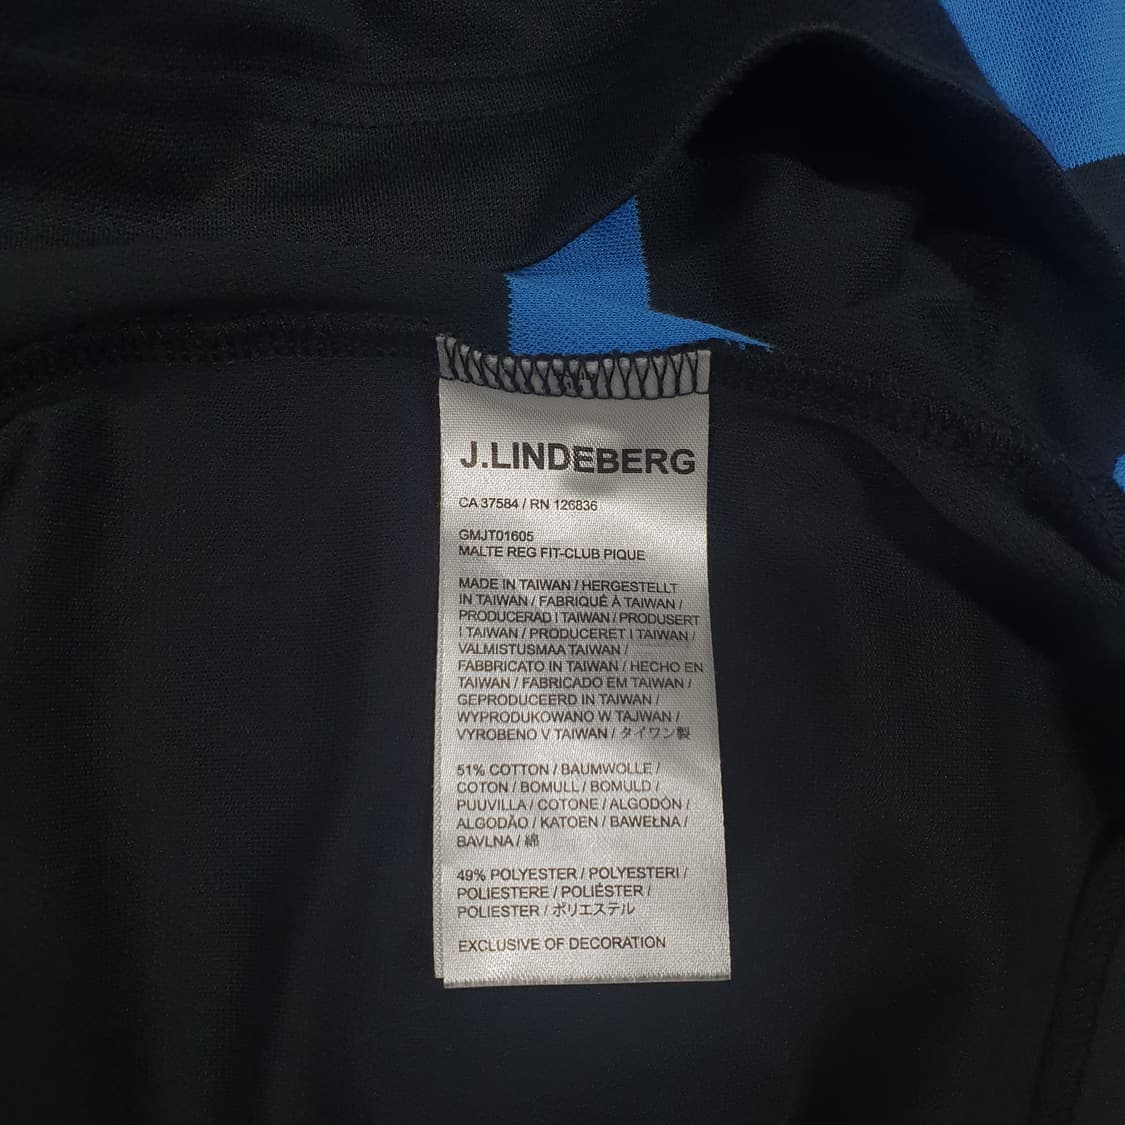 J.LINDEBERG
CA 37584 / RN 126836
GMJT01605
MALTE REG FIT-CLUB PIQUE
MADE IN TAIWAN / HERGESTELLT
IN TAIWAN / FABRIQUÉ À TAIWAN /
PRODUCERAD I TAIWAN / PRODUSERT
I TAIWAN / PRODUCERET I TAIWAN /
VALMISTUSMAA TAIWAN /
FABBRICATO IN TAIWAN / HECHO EN
TAIWAN / FABRICADO EM TAIWAN /
GEPRODUCEERD IN TAIWAN /
WYPRODUKOWANO W TAJWAN /
VYROBENO V TAIWAN / タイワン製
51% COTTON / BAUMWOLLE /
COTON / BOMULL / BOMULD /
PUUVILLA / COTONE / ALGODÓN /
ALGODÃO / KATOEN / BAWEŁNA /
BAVLNA / 綿
49% POLYESTER / POLYESTERI /
POLIESTERE / POLIÉSTER /
POLIESTER / ポリエステル
EXCLUSIVE OF DECORATION